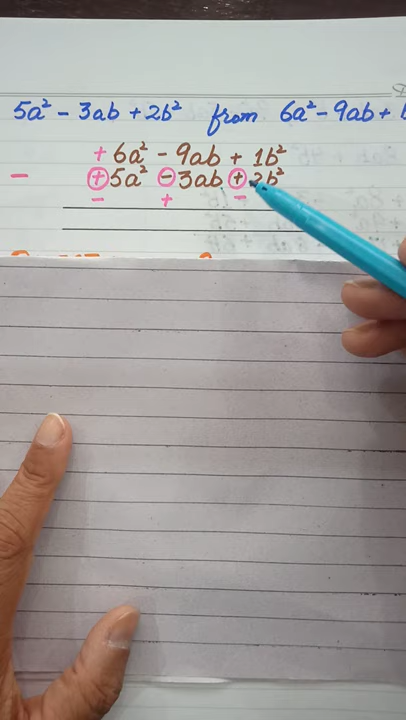 5a² - 3ab + 2b² from 6a² - 9ab +
+ 6a² - 9ab + 1b²
- + 5a² - 3ab + 2b²
- + -